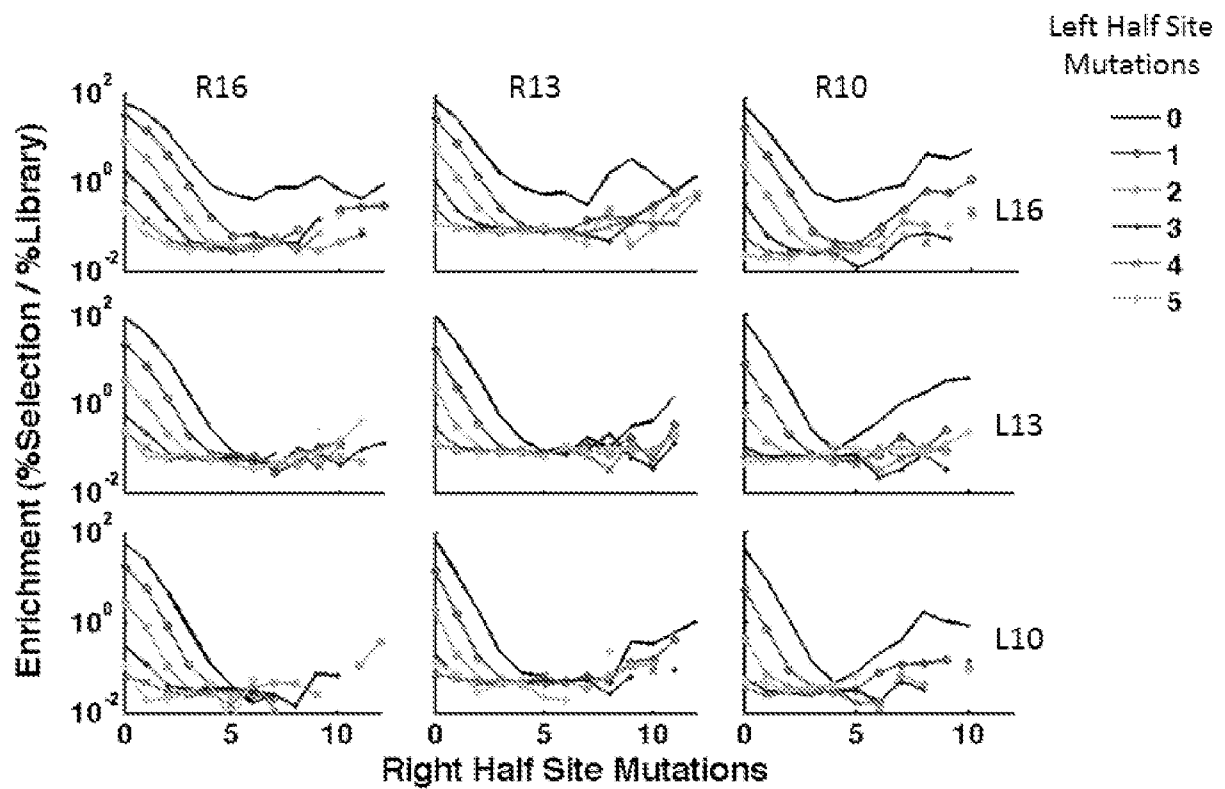 Left Half Site
Mutations
0
1
2
3
4
5
R16
R13
R10
Enrichment (%Selection / %Library)
10²
10⁰
10⁻²
L16
10²
10⁰
10⁻²
L13
10²
10⁰
10⁻²
L10
0 5 10 0 5 10 0 5 10
Right Half Site Mutations